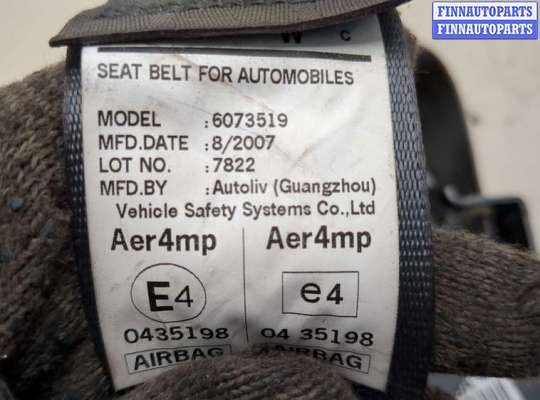 FINNAUTOPARTS
FINNAUTOPARTS
C
SEAT BELT FOR AUTOMOBILES
MODEL :6073519
MFD.DATE :8/2007
LOT NO. :7822
MFD.BY :Autoliv (Guangzhou)
Vehicle Safety Systems Co.,Ltd
Aer4mp Aer4mp
E4 e4
0435198 04 35198
AIRBAG AIRBAG